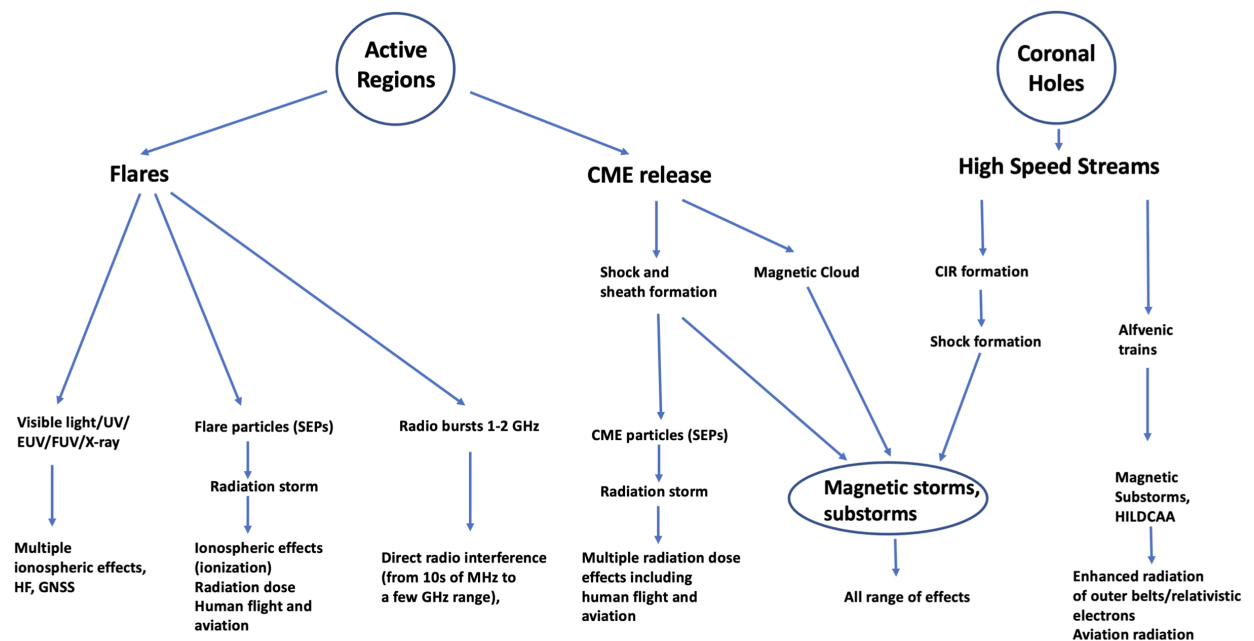 Active
Regions
Coronal
Holes
Flares
CME release
High Speed Streams
Shock and
sheath formation
Magnetic Cloud
CIR formation
Shock formation
Alfvenic
trains
Visible light/UV/
EUV/FUV/X-ray
Flare particles (SEPs)
Radio bursts 1-2 GHz
CME particles (SEPs)
Radiation storm
Radiation storm
Magnetic storms,
substorms
Magnetic
Substorms,
HILDCAA
Multiple
ionospheric effects,
HF, GNSS
Ionospheric effects
(ionization)
Radiation dose
Human flight and
aviation
Direct radio interference
(from 10s of MHz to
a few GHz range),
Multiple radiation dose
effects including
human flight and
aviation
All range of effects
Enhanced radiation
of outer belts/relativistic
electrons
Aviation radiation